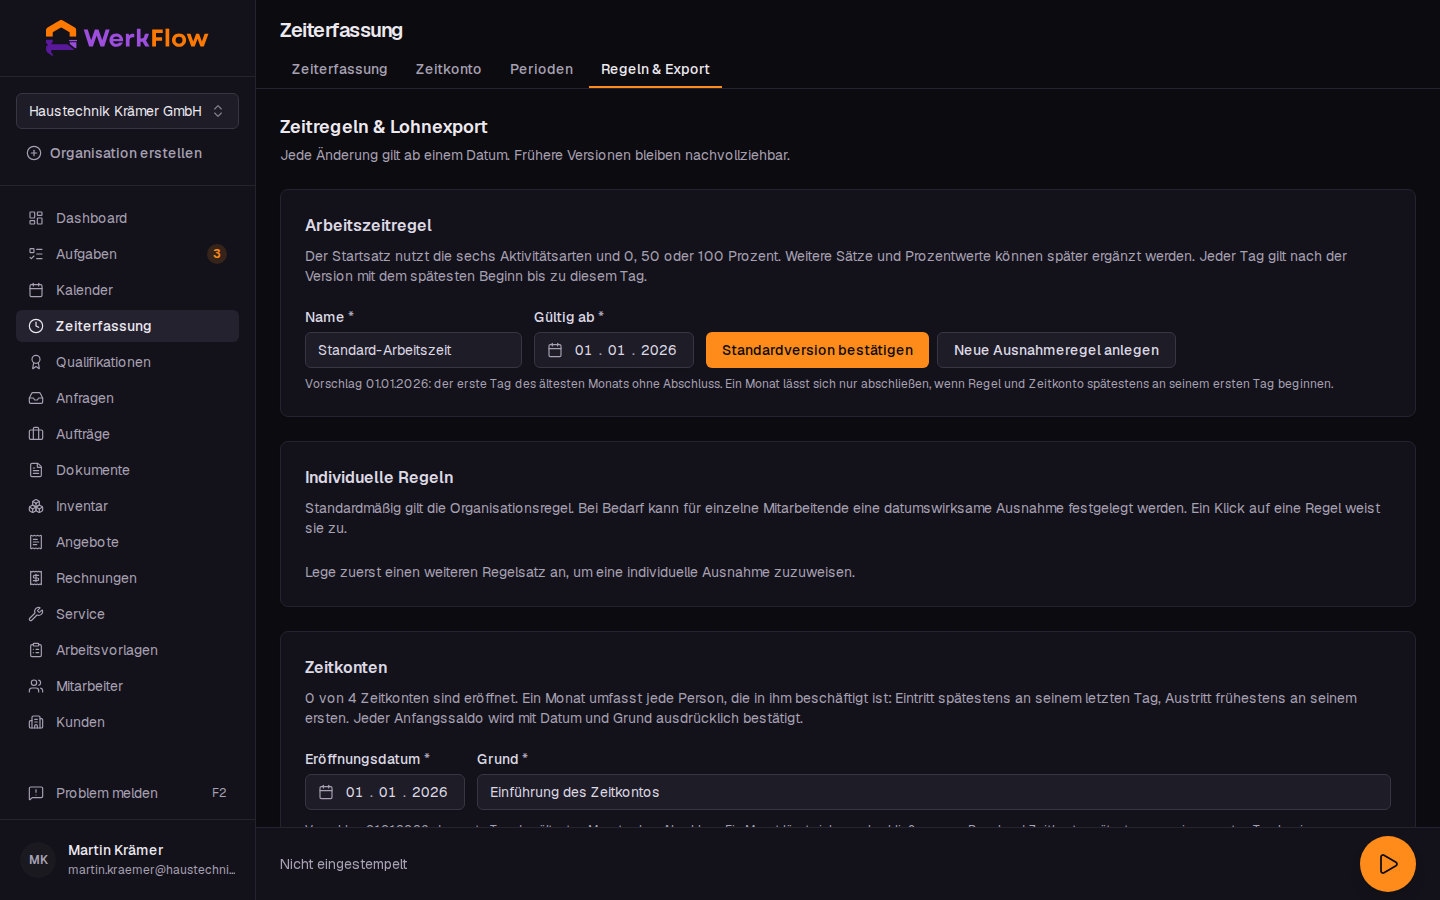 WerkFlow
Haustechnik Krämer GmbH
Organisation erstellen
Dashboard
Aufgaben
3
Kalender
Zeiterfassung
Qualifikationen
Anfragen
Aufträge
Dokumente
Inventar
Angebote
Rechnungen
Service
Arbeitsvorlagen
Mitarbeiter
Kunden
Problem melden
F2
MK
Martin Krämer
martin.kraemer@haustechni...
Zeiterfassung
Zeiterfassung
Zeitkonto
Perioden
Regeln & Export
Zeitregeln & Lohnexport
Jede Änderung gilt ab einem Datum. Frühere Versionen bleiben nachvollziehbar.
Arbeitszeitregel
Der Startsatz nutzt die sechs Aktivitätsarten und 0, 50 oder 100 Prozent. Weitere Sätze und Prozentwerte können später ergänzt werden. Jeder Tag gilt nach der
Version mit dem spätesten Beginn bis zu diesem Tag.
Name *
Gültig ab *
Standard-Arbeitszeit
01 . 01 . 2026
Standardversion bestätigen
Neue Ausnahmeregel anlegen
Vorschlag 01.01.2026: der erste Tag des ältesten Monats ohne Abschluss. Ein Monat lässt sich nur abschließen, wenn Regel und Zeitkonto spätestens an seinem ersten Tag beginnen.
Individuelle Regeln
Standardmäßig gilt die Organisationsregel. Bei Bedarf kann für einzelne Mitarbeitende eine datumswirksame Ausnahme festgelegt werden. Ein Klick auf eine Regel weist
sie zu.
Lege zuerst einen weiteren Regelsatz an, um eine individuelle Ausnahme zuzuweisen.
Zeitkonten
0 von 4 Zeitkonten sind eröffnet. Ein Monat umfasst jede Person, die in ihm beschäftigt ist: Eintritt spätestens an seinem letzten Tag, Austritt frühestens an seinem
ersten. Jeder Anfangssaldo wird mit Datum und Grund ausdrücklich bestätigt.
Eröffnungsdatum *
Grund *
01 . 01 . 2026
Einführung des Zeitkontos
Nicht eingestempelt